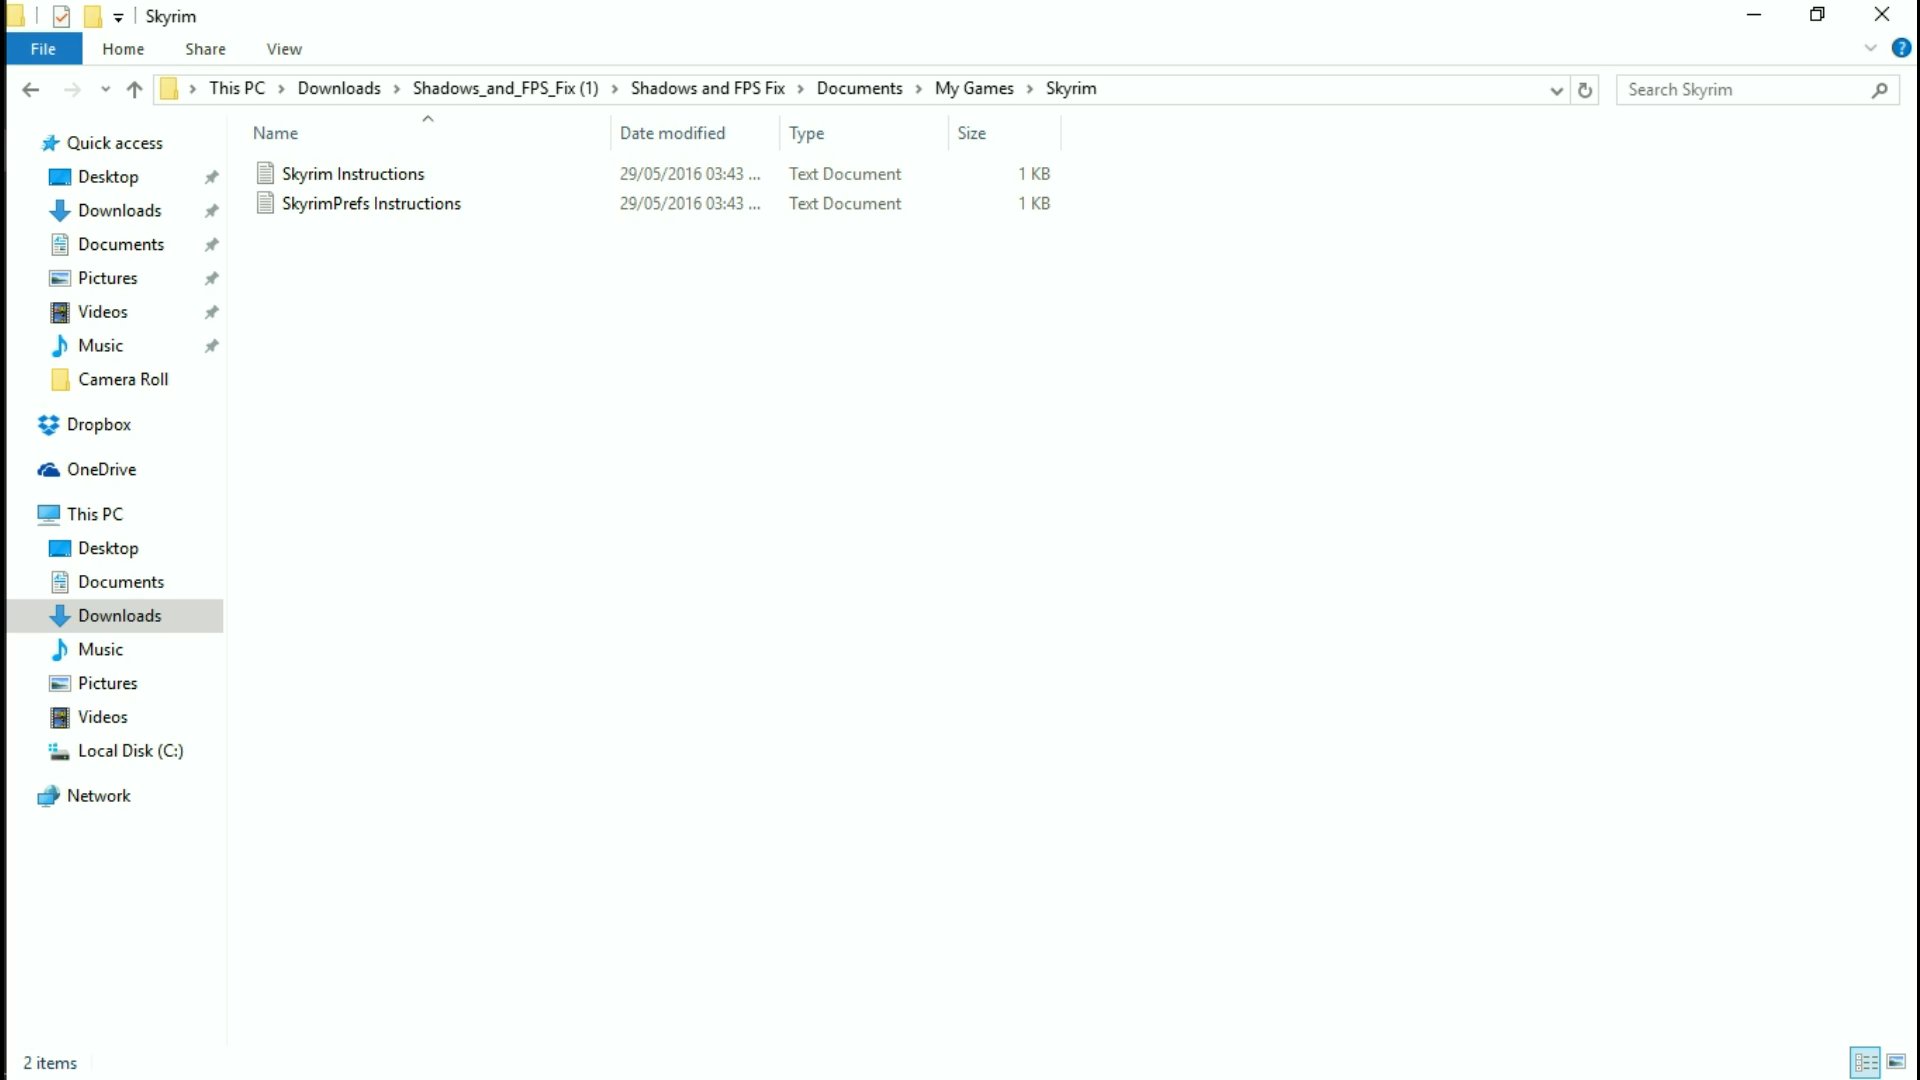 Skyrim
File Home Share View
This PC Downloads Shadows_and_FPS_Fix (1) Shadows and FPS Fix Documents My Games Skyrim
Search Skyrim
Name Date modified Type Size
Skyrim Instructions 29/05/2016 03:43 ... Text Document 1 KB
SkyrimPrefs Instructions 29/05/2016 03:43 ... Text Document 1 KB
Quick access
Desktop
Downloads
Documents
Pictures
Videos
Music
Camera Roll
Dropbox
OneDrive
This PC
Desktop
Documents
Downloads
Music
Pictures
Videos
Local Disk (C:)
Network
2 items